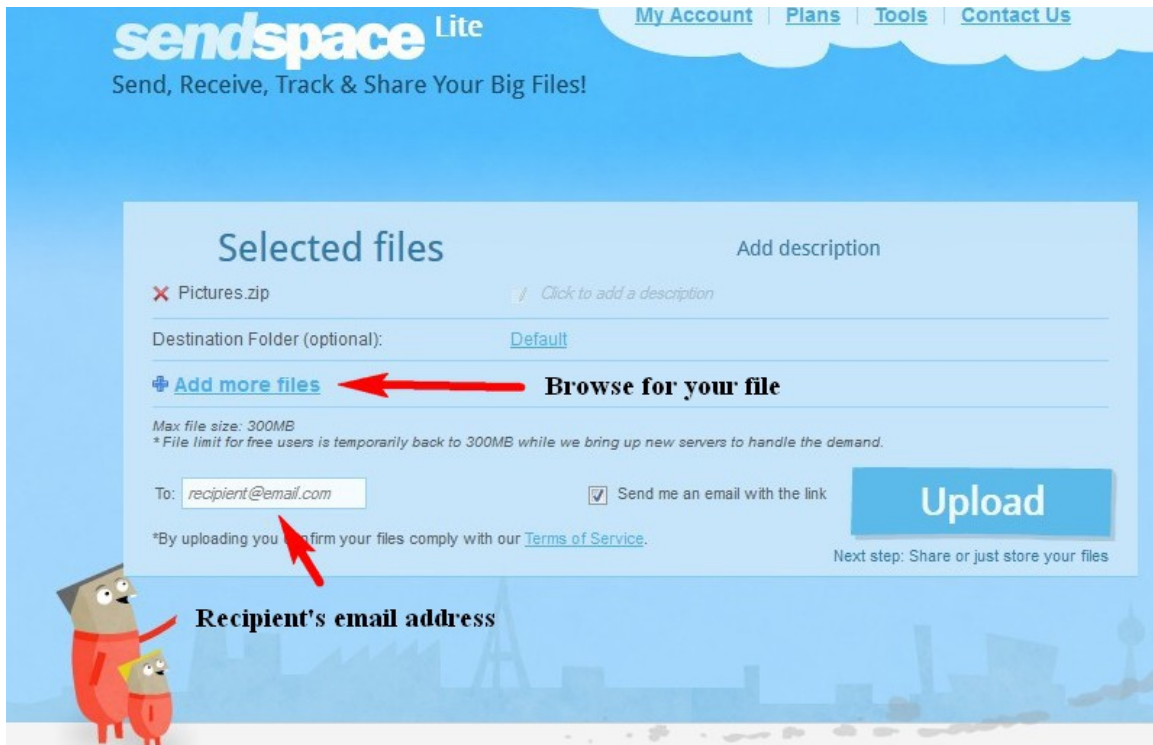 sendspace Lite
My Account | Plans | Tools | Contact Us
Send, Receive, Track & Share Your Big Files!
Selected files
Add description
Pictures.zip
Click to add a description
Destination Folder (optional):
Default
Add more files
Browse for your file
Max file size: 300MB
* File limit for free users is temporarily back to 300MB while we bring up new servers to handle the demand.
To: recipient@email.com
Send me an email with the link
Upload
*By uploading you confirm your files comply with our Terms of Service.
Next step: Share or just store your files
Recipient's email address